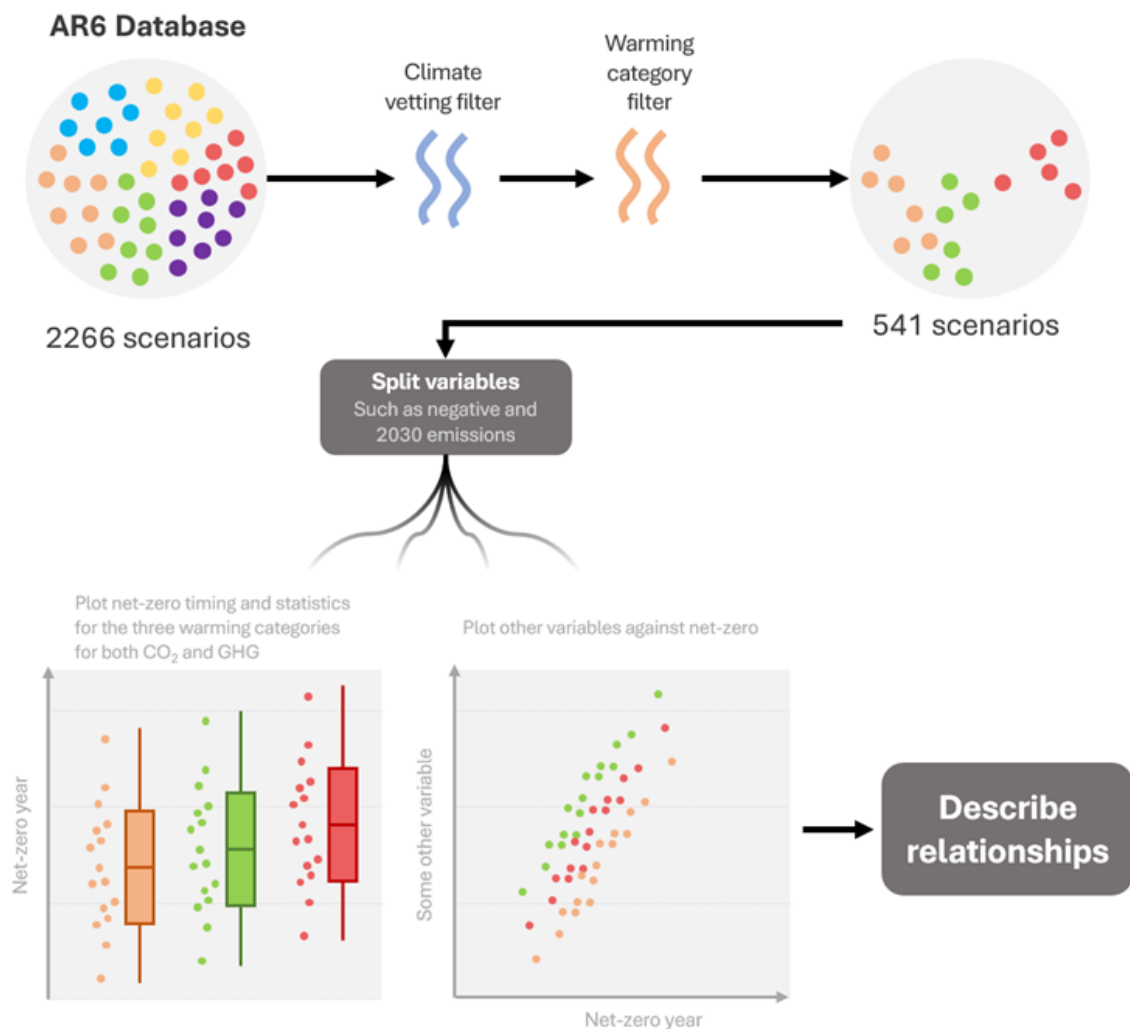 AR6 Database
Climate
vetting filter
Warming
category
filter
2266 scenarios
541 scenarios
Split variables
Such as negative and
2030 emissions
Plot net-zero timing and statistics
for the three warming categories
for both CO₂ and GHG
Net-zero year
Plot other variables against net-zero
Some other variable
Net-zero year
Describe
relationships